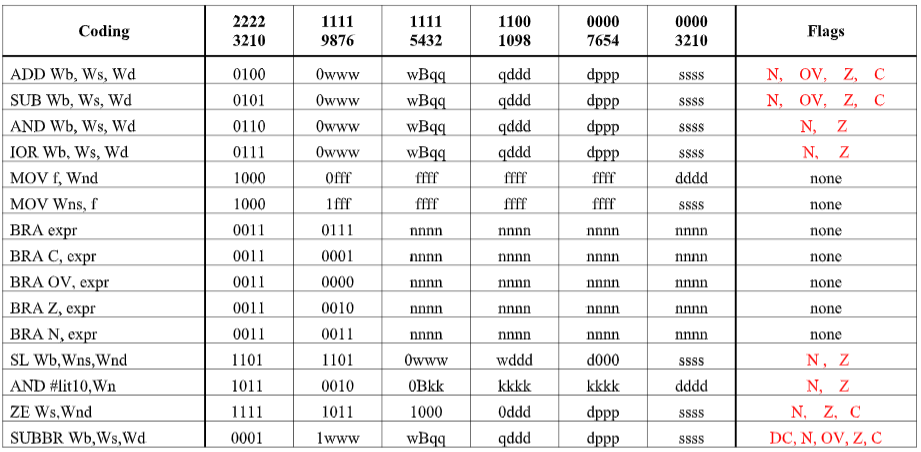 Coding 2222 3210 1111 9876 1111 5432 1100 1098 0000 7654 0000 3210 Flags
ADD Wb, Ws, Wd 0100 0www wBqq qddd dppp ssss N, OV, Z, C
SUB Wb, Ws, Wd 0101 0www wBqq qddd dppp ssss N, OV, Z, C
AND Wb, Ws, Wd 0110 0www wBqq qddd dppp ssss N, Z
IOR Wb, Ws, Wd 0111 0www wBqq qddd dppp ssss N, Z
MOV f, Wnd 1000 0fff ffff ffff ffff dddd none
MOV Wns, f 1000 1fff ffff ffff ffff ssss none
BRA expr 0011 0111 nnnn nnnn nnnn nnnn none
BRA C, expr 0011 0001 nnnn nnnn nnnn nnnn none
BRA OV, expr 0011 0000 nnnn nnnn nnnn nnnn none
BRA Z, expr 0011 0010 nnnn nnnn nnnn nnnn none
BRA N, expr 0011 0011 nnnn nnnn nnnn nnnn none
SL Wb,Wns,Wnd 1101 1101 0www wddd d000 ssss N, Z
AND #lit10,Wn 1011 0010 0Bkk kkkk kkkk dddd N, Z
ZE Ws,Wnd 1111 1011 1000 0ddd dppp ssss N, Z, C
SUBBR Wb,Ws,Wd 0001 1www wBqq qddd dppp ssss DC, N, OV, Z, C